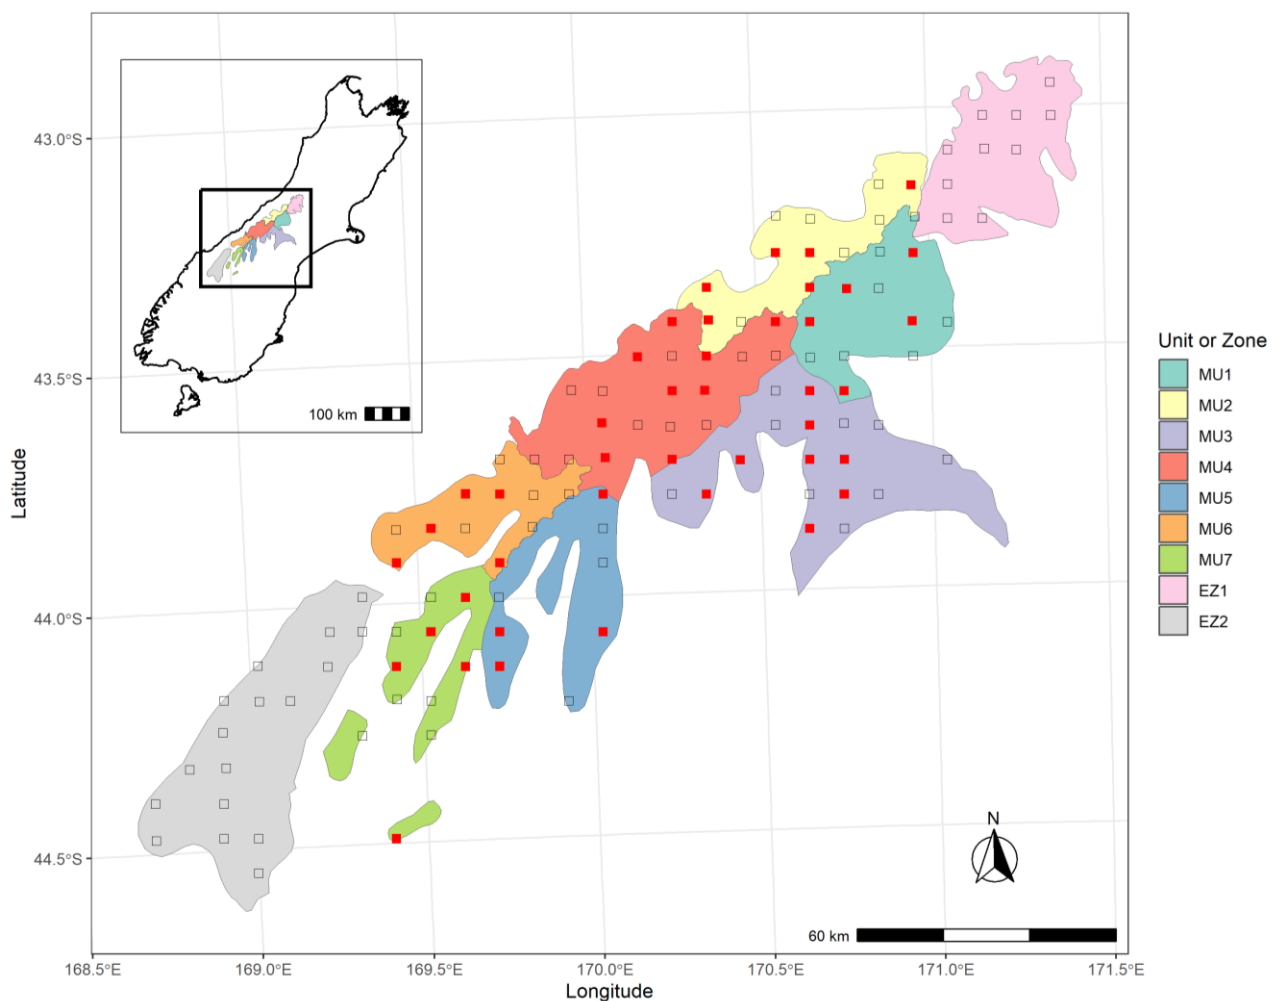 43.0°S
43.5°S
44.0°S
44.5°S
Latitude
100 km
N
60 km
168.5°E
169.0°E
169.5°E
170.0°E
170.5°E
171.0°E
171.5°E
Longitude
Unit or Zone
MU1
MU2
MU3
MU4
MU5
MU6
MU7
EZ1
EZ2